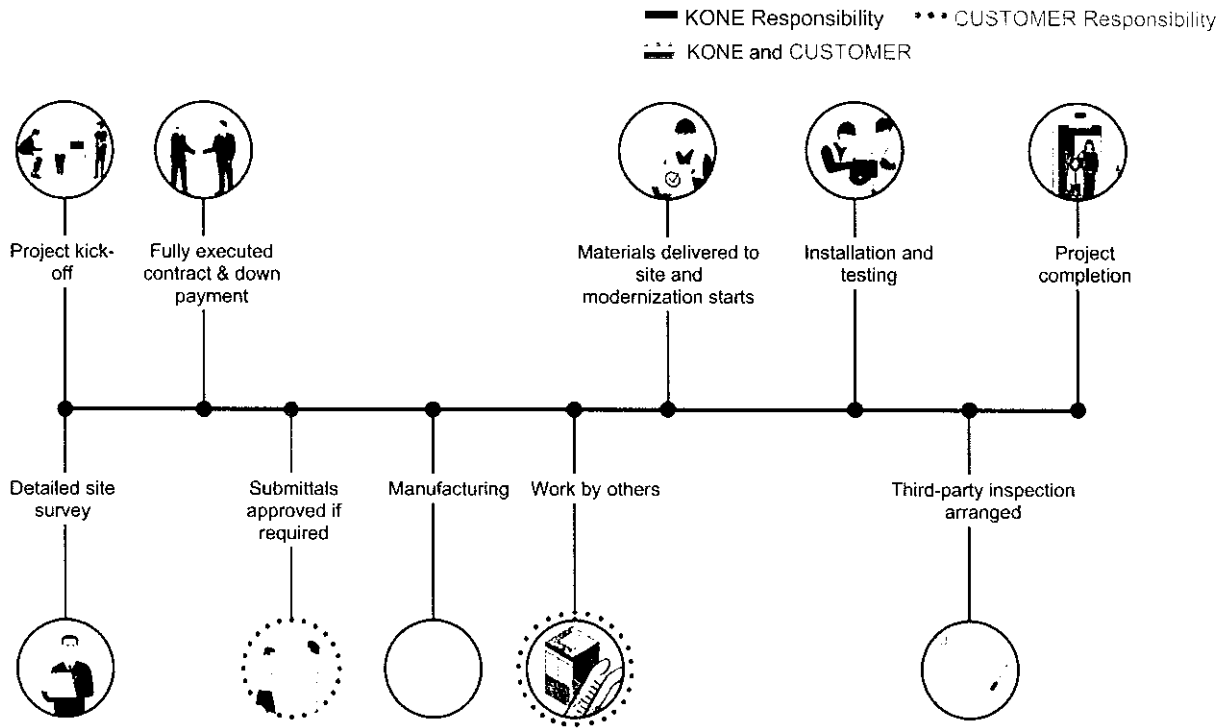 KONE Responsibility
CUSTOMER Responsibility
KONE and CUSTOMER
Project kick-
off
Fully executed
contract & down
payment
Materials delivered to
site and
modernization starts
Installation and
testing
Project
completion
Detailed site
survey
Submittals
approved if
required
Manufacturing
Work by others
Third-party inspection
arranged